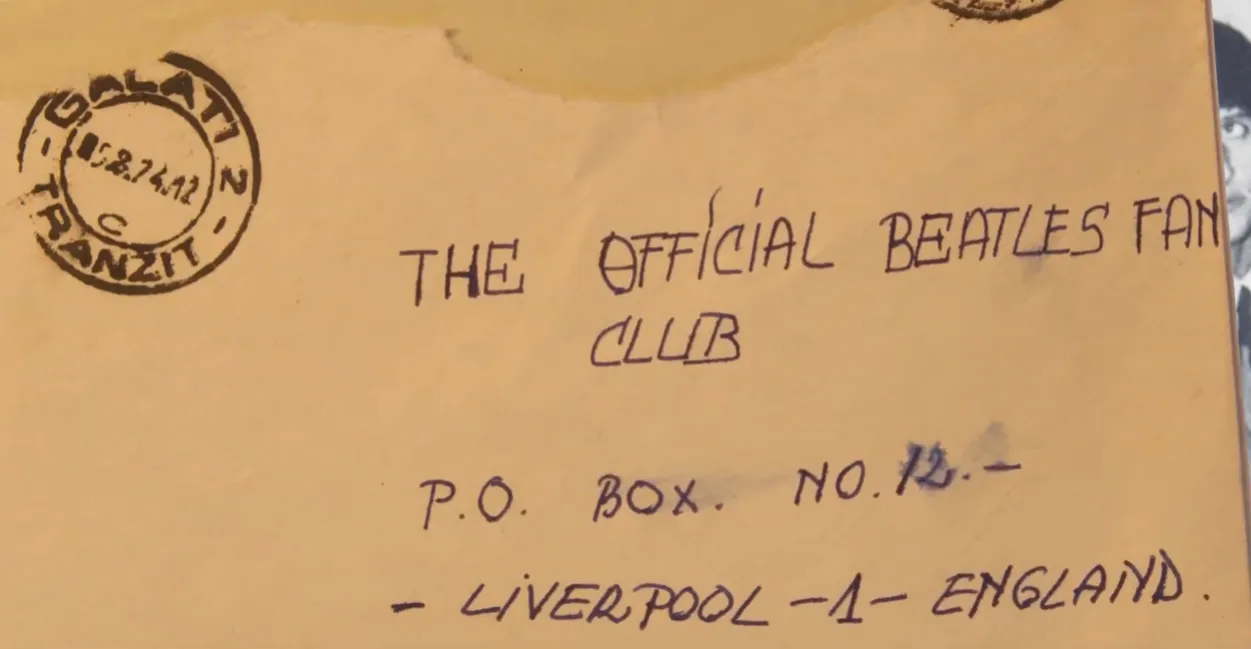 GALATI 2
TRANZIT
C
THE OFFICIAL BEATLES FAN
CLUB
P.O. BOX. NO. 12.-
- LIVERPOOL -1- ENGLAND.